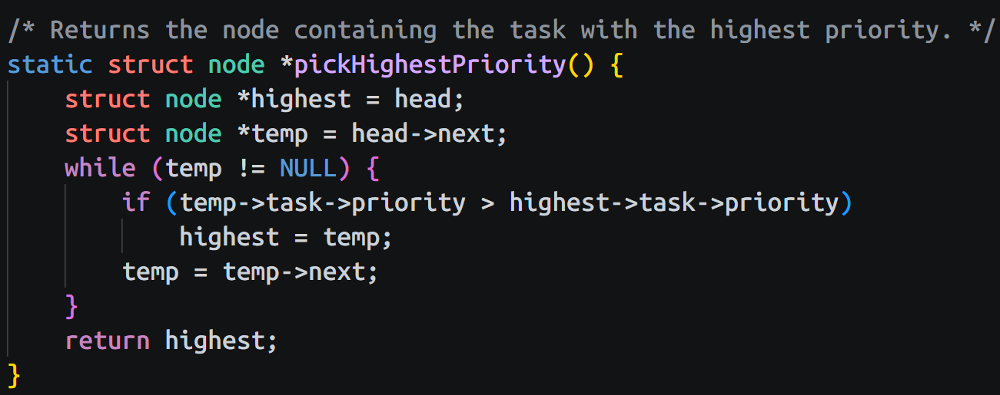 /* Returns the node containing the task with the highest priority. */
static struct node *pickHighestPriority() {
    struct node *highest = head;
    struct node *temp = head->next;
    while (temp != NULL) {
        if (temp->task->priority > highest->task->priority)
            highest = temp;
        temp = temp->next;
    }
    return highest;
}